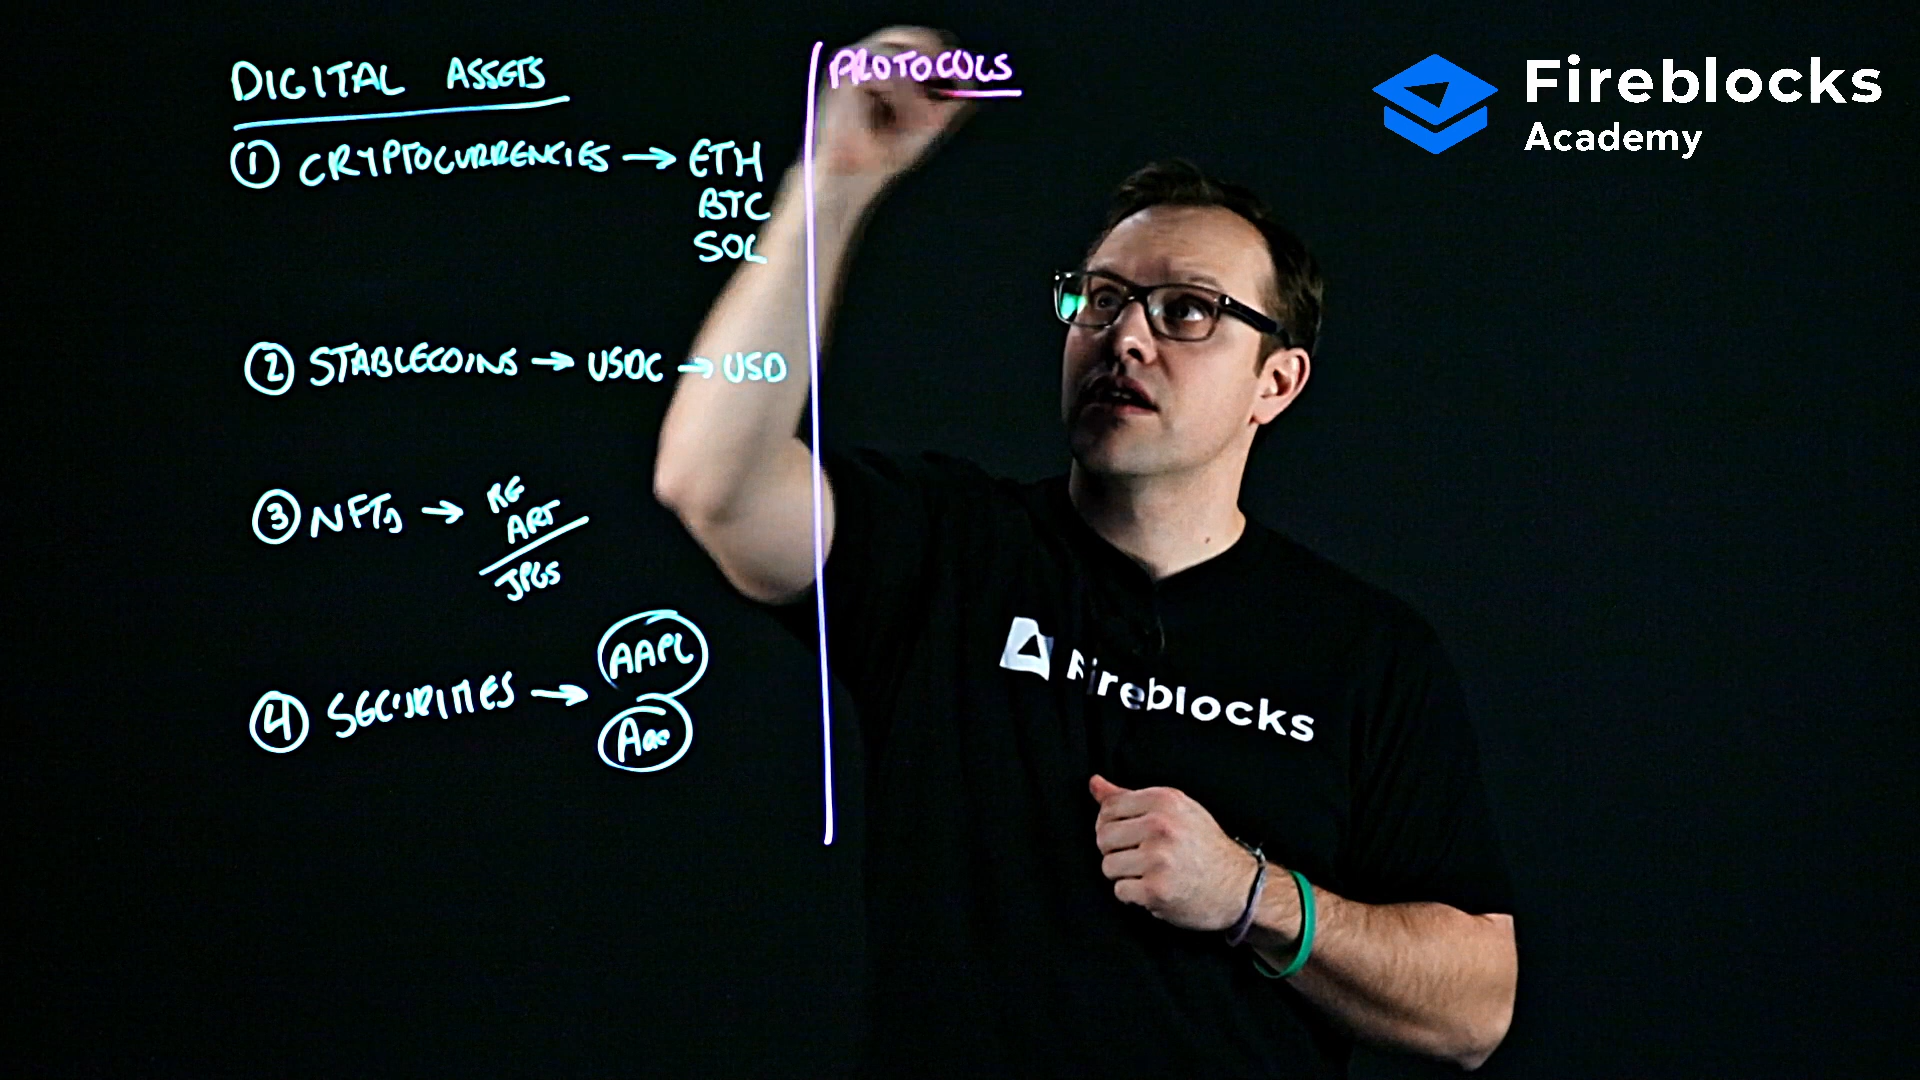 DIGITAL ASSETS
① CRYPTOCURRENCIES → ETH
BTC
SOL
② STABLECOINS → USDC → USD
③ NFTs → RE
ART
JPGS
④ SECURITIES → AAPL
PROTOCOLS
Fireblocks
Academy
Fireblocks